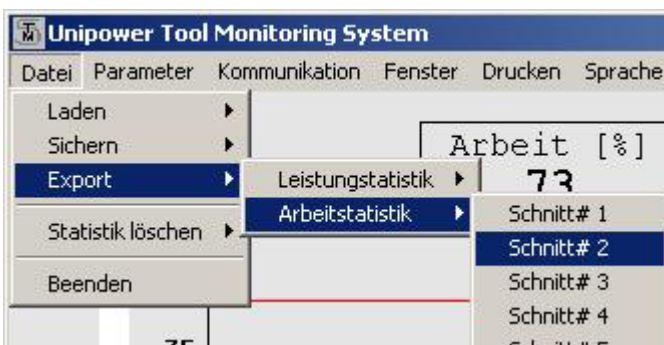 Unipower Tool Monitoring System
Datei Parameter Kommunikation Fenster Drucken Sprache
Laden
Sichern
Export
Statistik löschen
Beenden
Leistungstatistik
Arbeitstatistik
Schnitt# 1
Schnitt# 2
Schnitt# 3
Schnitt# 4
Arbeit [%]
73